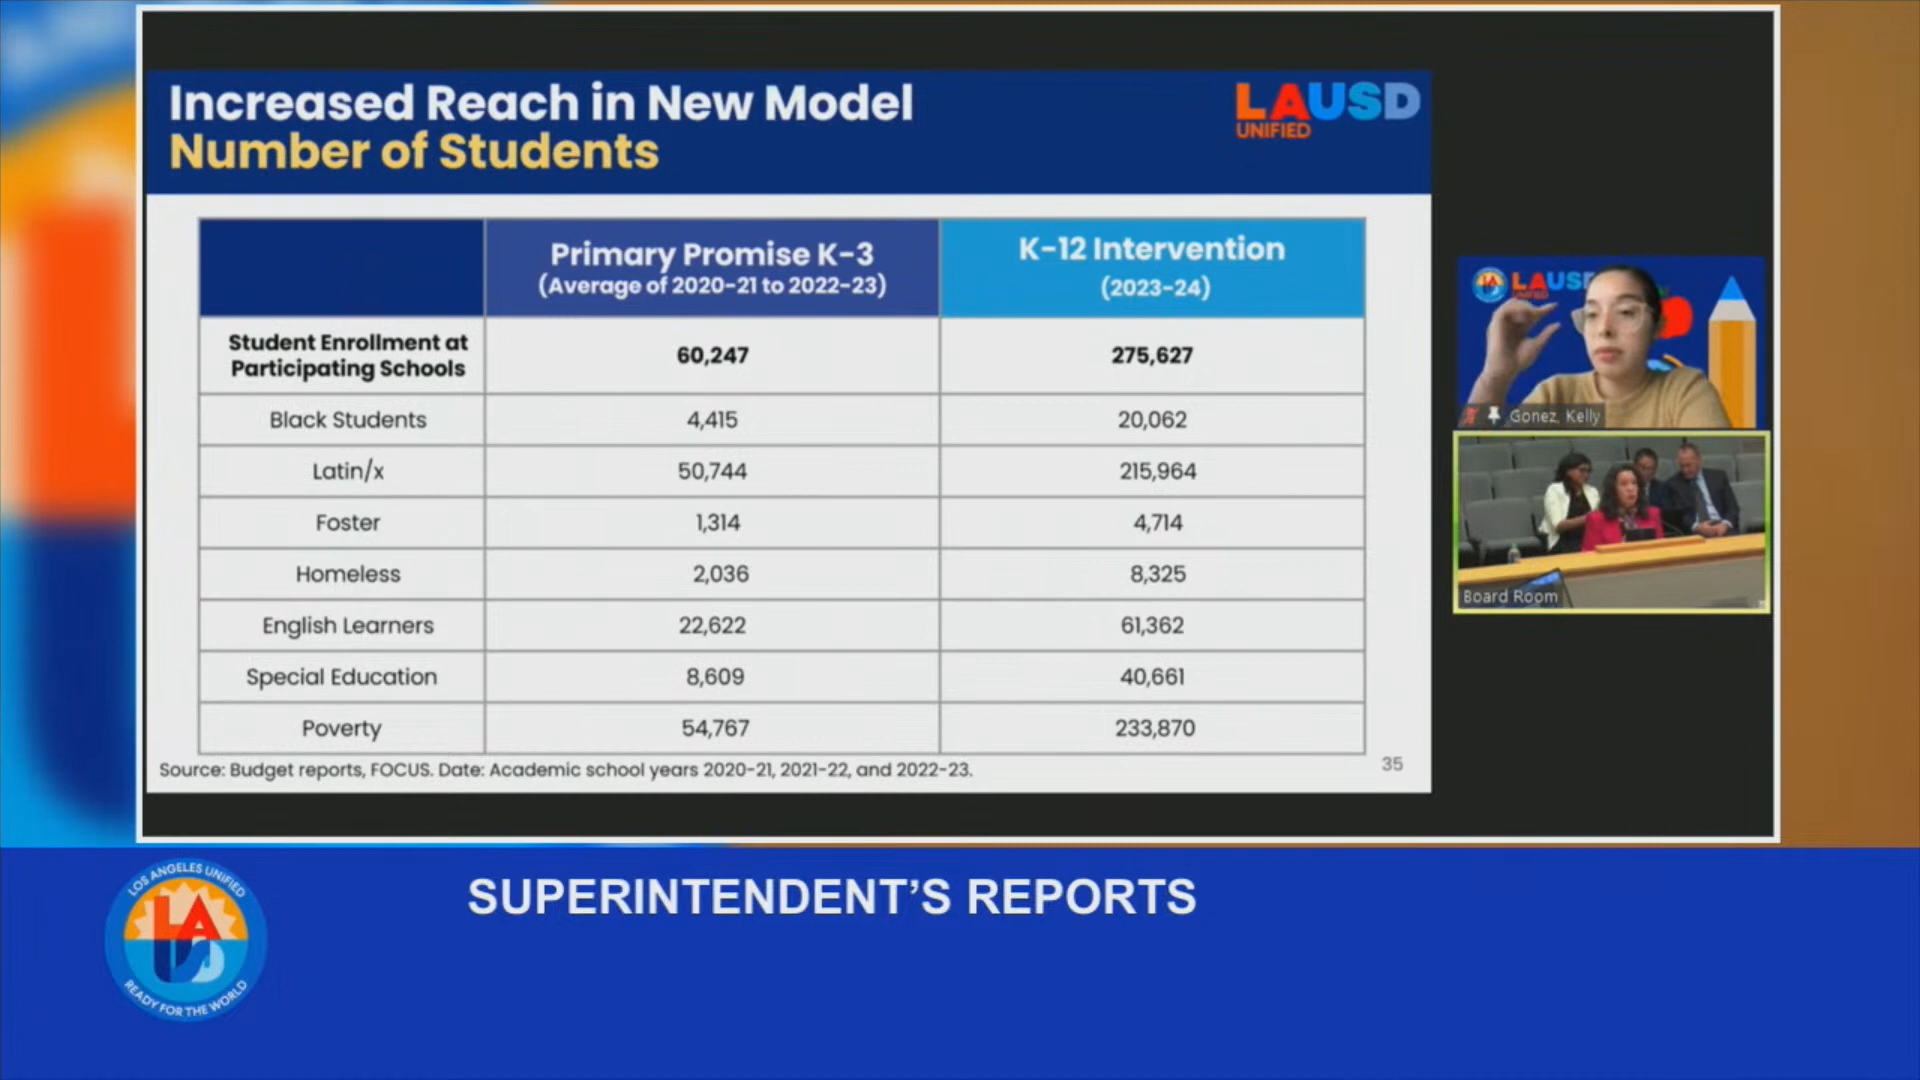 Increased Reach in New Model
Number of Students
LAUSD
UNIFIED
Primary Promise K-3
(Average of 2020-21 to 2022-23)
K-12 Intervention
(2023-24)
Student Enrollment at
Participating Schools
60,247
275,627
Black Students
4,415
20,062
Latin/x
50,744
215,964
Foster
1,314
4,714
Homeless
2,036
8,325
English Learners
22,622
61,362
Special Education
8,609
40,661
Poverty
54,767
233,870
Source: Budget reports, FOCUS. Date: Academic school years 2020-21, 2021-22, and 2022-23.
35
LAUS
UNIFIED
Gonez, Kelly
Board Room
LOS ANGELES UNIFIED
LAUSD
READY FOR THE WORLD
SUPERINTENDENT'S REPORTS